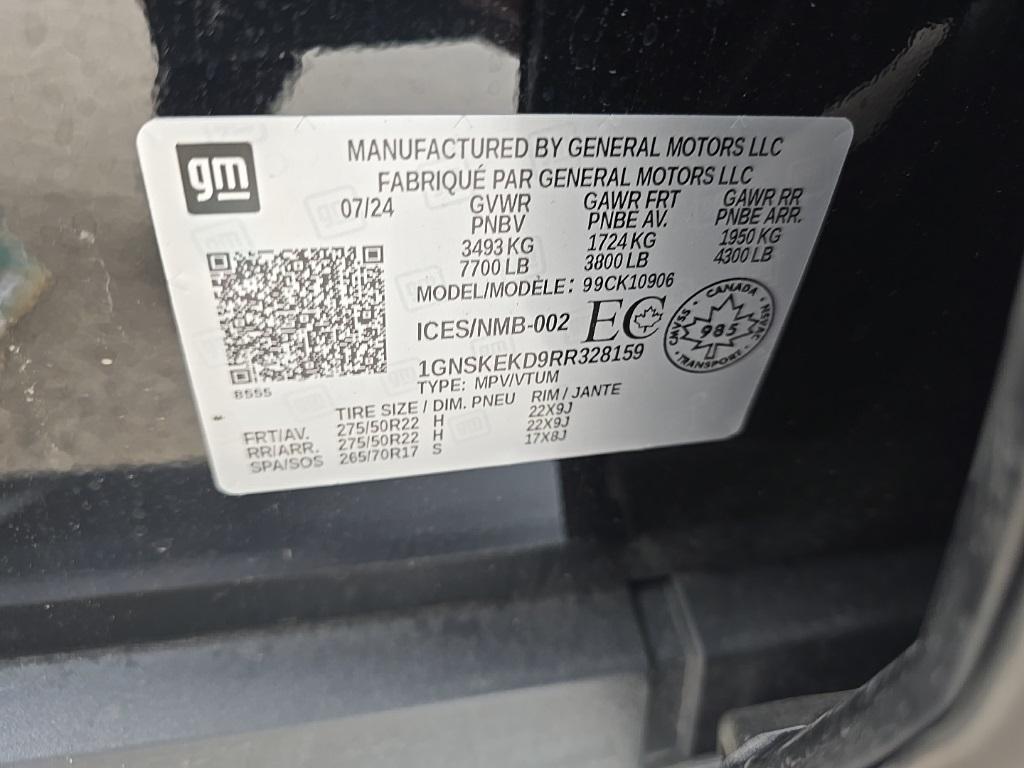 gm
MANUFACTURED BY GENERAL MOTORS LLC
FABRIQUÉ PAR GENERAL MOTORS LLC
07/24
GVWR GAWR FRT GAWR RR
PNBV PNBE AV. PNBE ARR.
3493 KG 1724 KG 1950 KG
7700 LB 3800 LB 4300 LB
MODEL/MODÈLE: 99CK10906
ICES/NMB-002 EC
CANADA
CMVSS 985 NSVAC
TRANSPORT
1GNSKEKD9RR328159
TYPE: MPV/VTUM
8555
TIRE SIZE / DIM. PNEU RIM / JANTE
FRT/AV. 275/50R22 H 22X9J
RR/ARR. 275/50R22 H 22X9J
SPA/SOS 265/70R17 S 17X8J